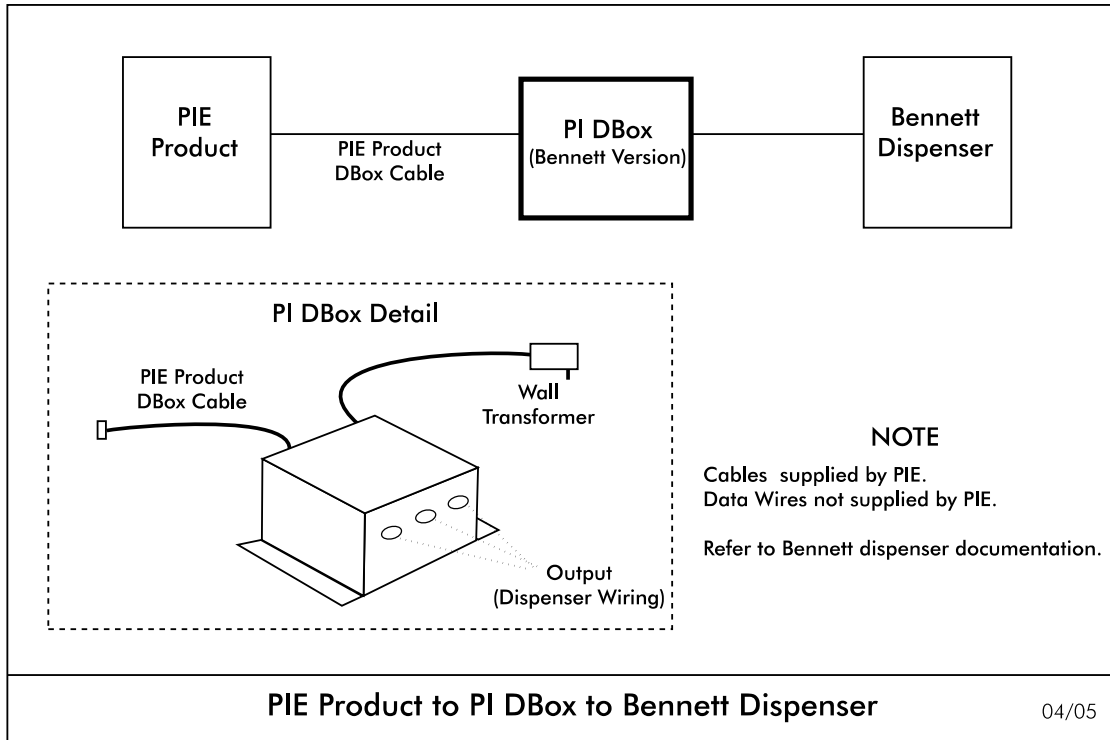 PIE
Product
PIE Product
DBox Cable
PI DBox
(Bennett Version)
Bennett
Dispenser
PI DBox Detail
PIE Product
DBox Cable
Wall
Transformer
Output
(Dispenser Wiring)
NOTE
Cables supplied by PIE.
Data Wires not supplied by PIE.
Refer to Bennett dispenser documentation.
PIE Product to PI DBox to Bennett Dispenser
04/05